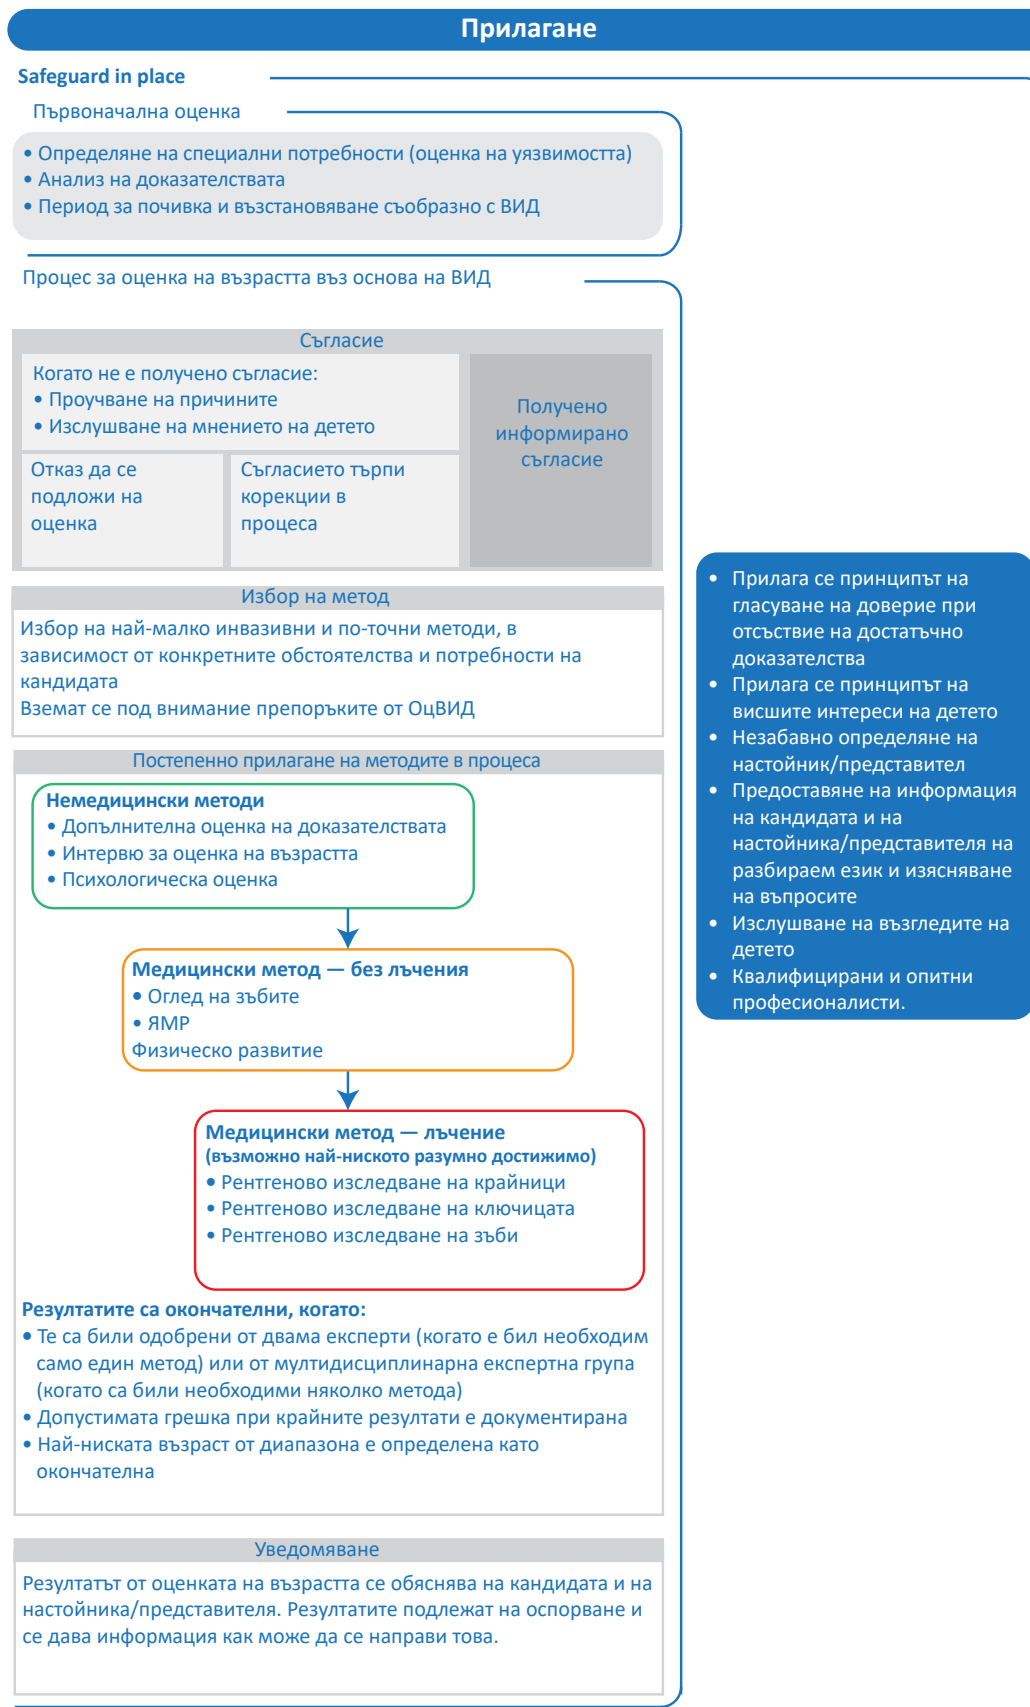 Прилагане
Safeguard in place
Първоначална оценка
• Определяне на специални потребности (оценка на уязвимостта)
• Анализ на доказателствата
• Период за почивка и възстановяване съобразно с ВИД
Процес за оценка на възрастта въз основа на ВИД
Съгласие
Когато не е получено съгласие:
• Проучване на причините
• Изслушване на мнението на детето
Отказ да се
подложи на
оценка
Съгласието търпи
корекции в
процеса
Получено
информирано
съгласие
Избор на метод
Избор на най-малко инвазивни и по-точни методи, в
зависимост от конкретните обстоятелства и потребности на
кандидата
Вземат се под внимание препоръките от ОцВИД
Постепенно прилагане на методите в процеса
Немедицински методи
• Допълнителна оценка на доказателствата
• Интервю за оценка на възрастта
• Психологическа оценка
Медицински метод — без лъчения
• Оглед на зъбите
• ЯМР
Физическо развитие
Медицински метод — лъчение
(възможно най-ниското разумно достижимо)
• Рентгеново изследване на крайници
• Рентгеново изследване на ключицата
• Рентгеново изследване на зъби
Резултатите са окончателни, когато:
• Те са били одобрени от двама експерти (когато е бил необходим
само един метод) или от мултидисциплинарна експертна група
(когато са били необходими няколко метода)
• Допустимата грешка при крайните резултати е документирана
• Най-ниската възраст от диапазона е определена като
окончателна
Уведомяване
Резултатът от оценката на възрастта се обяснява на кандидата и на
настойника/представителя. Резултатите подлежат на оспорване и
се дава информация как може да се направи това.
• Прилага се принципът на
гласуване на доверие при
отсъствие на достатъчно
доказателства
• Прилага се принципът на
висшите интереси на детето
• Незабавно определяне на
настойник/представител
• Предоставяне на информация
на кандидата и на
настойника/представителя на
разбираем език и изясняване
на въпросите
• Изслушване на възгледите на
детето
• Квалифицирани и опитни
професионалисти.